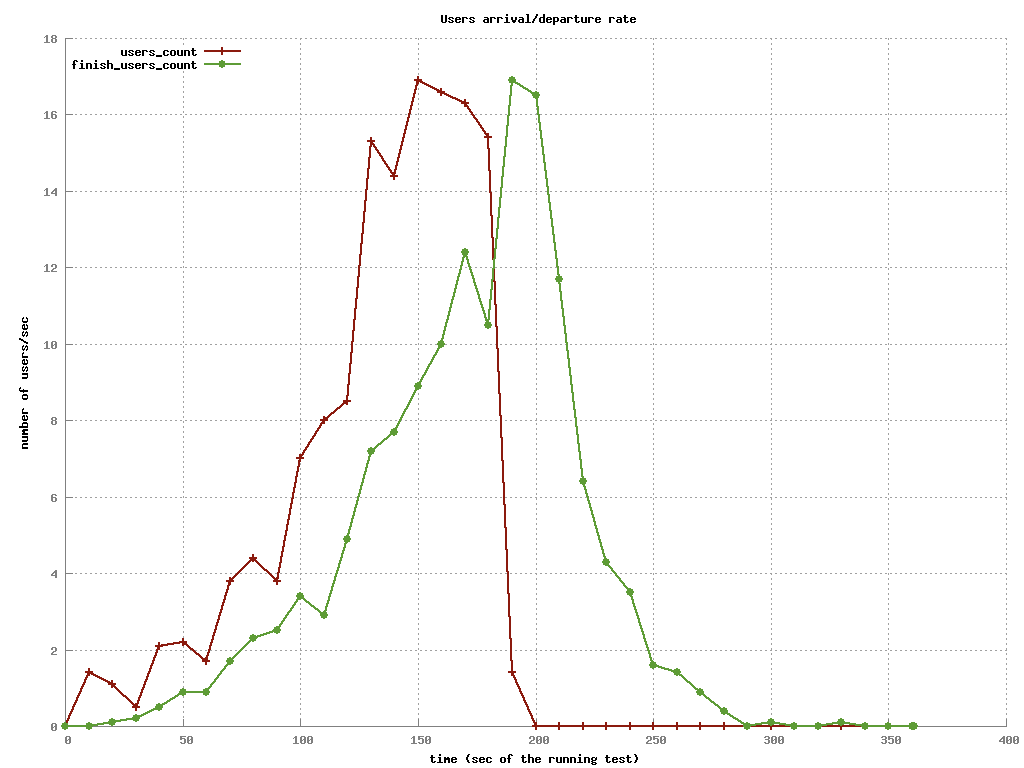 Users arrival/departure rate
18
users_count
finish_users_count
16
14
12
10
8
6
4
2
0
number of users/sec
0 50 100 150 200 250 300 350 400
time (sec of the running test)